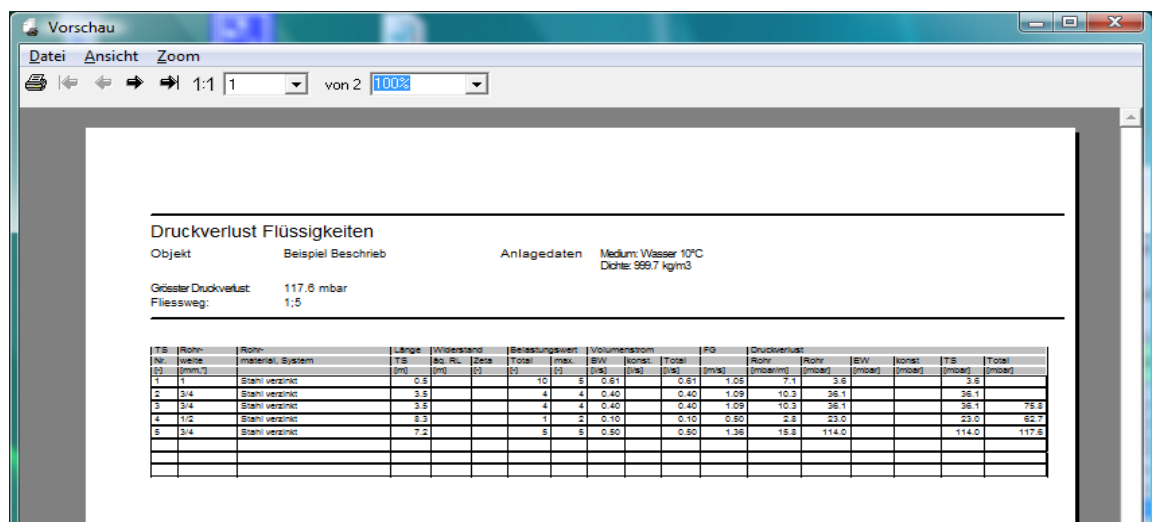 Vorschau
Datei Ansicht Zoom
1:1 1 von 2 100%
Druckverlust Flüssigkeiten
Objekt Beispiel Beschrieb Anlagedaten Medium: Wasser 10°C
Dichte: 999.7 kg/m3
Grösster Druckverlust: 117.6 mbar
Fliessweg: 1;5
TS Rohr- Rohr- Länge Widerstand Belastungswert Volumenstrom FG Druckverlust
Nr. weite material, System TS äq. RL Zeta Total max. BW konst. Total Rohr Rohr EW konst TS Total
[-] [mm,"] [m] [m] [-] [-] [-] [l/s] [l/s] [l/s] [m/s] [mbar/m] [mbar] [mbar] [mbar] [mbar] [mbar]
1 1 Stahl verzinkt 0.5 10 5 0.61 0.61 1.05 7.1 3.6 3.6
2 3/4 Stahl verzinkt 3.5 4 4 0.40 0.40 1.09 10.3 36.1 36.1
3 3/4 Stahl verzinkt 3.5 4 4 0.40 0.40 1.09 10.3 36.1 36.1 75.8
4 1/2 Stahl verzinkt 8.3 1 2 0.10 0.10 0.50 2.8 23.0 23.0 62.7
5 3/4 Stahl verzinkt 7.2 5 5 0.50 0.50 1.36 15.8 114.0 114.0 117.6